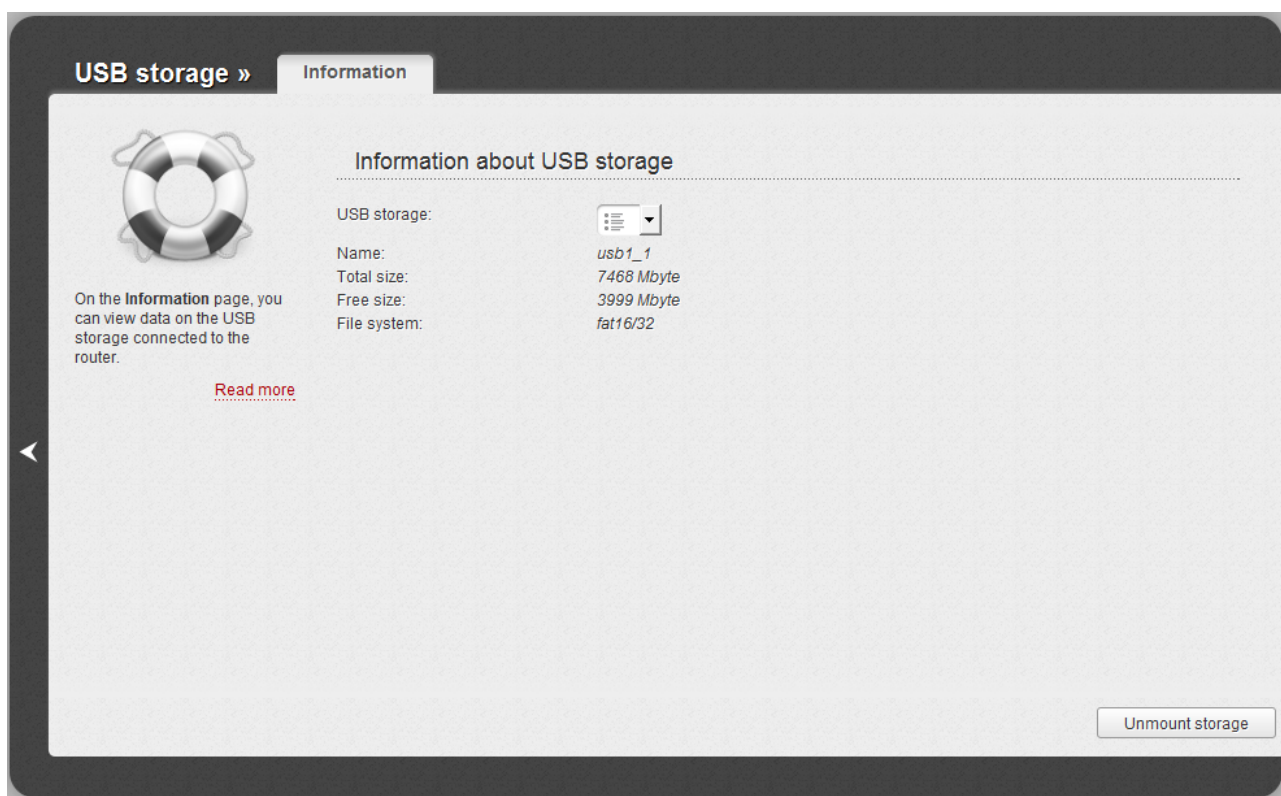 USB storage »
Information
On the Information page, you
can view data on the USB
storage connected to the
router.
Read more
Information about USB storage
USB storage:
Name: usb1_1
Total size: 7468 Mbyte
Free size: 3999 Mbyte
File system: fat16/32
Unmount storage